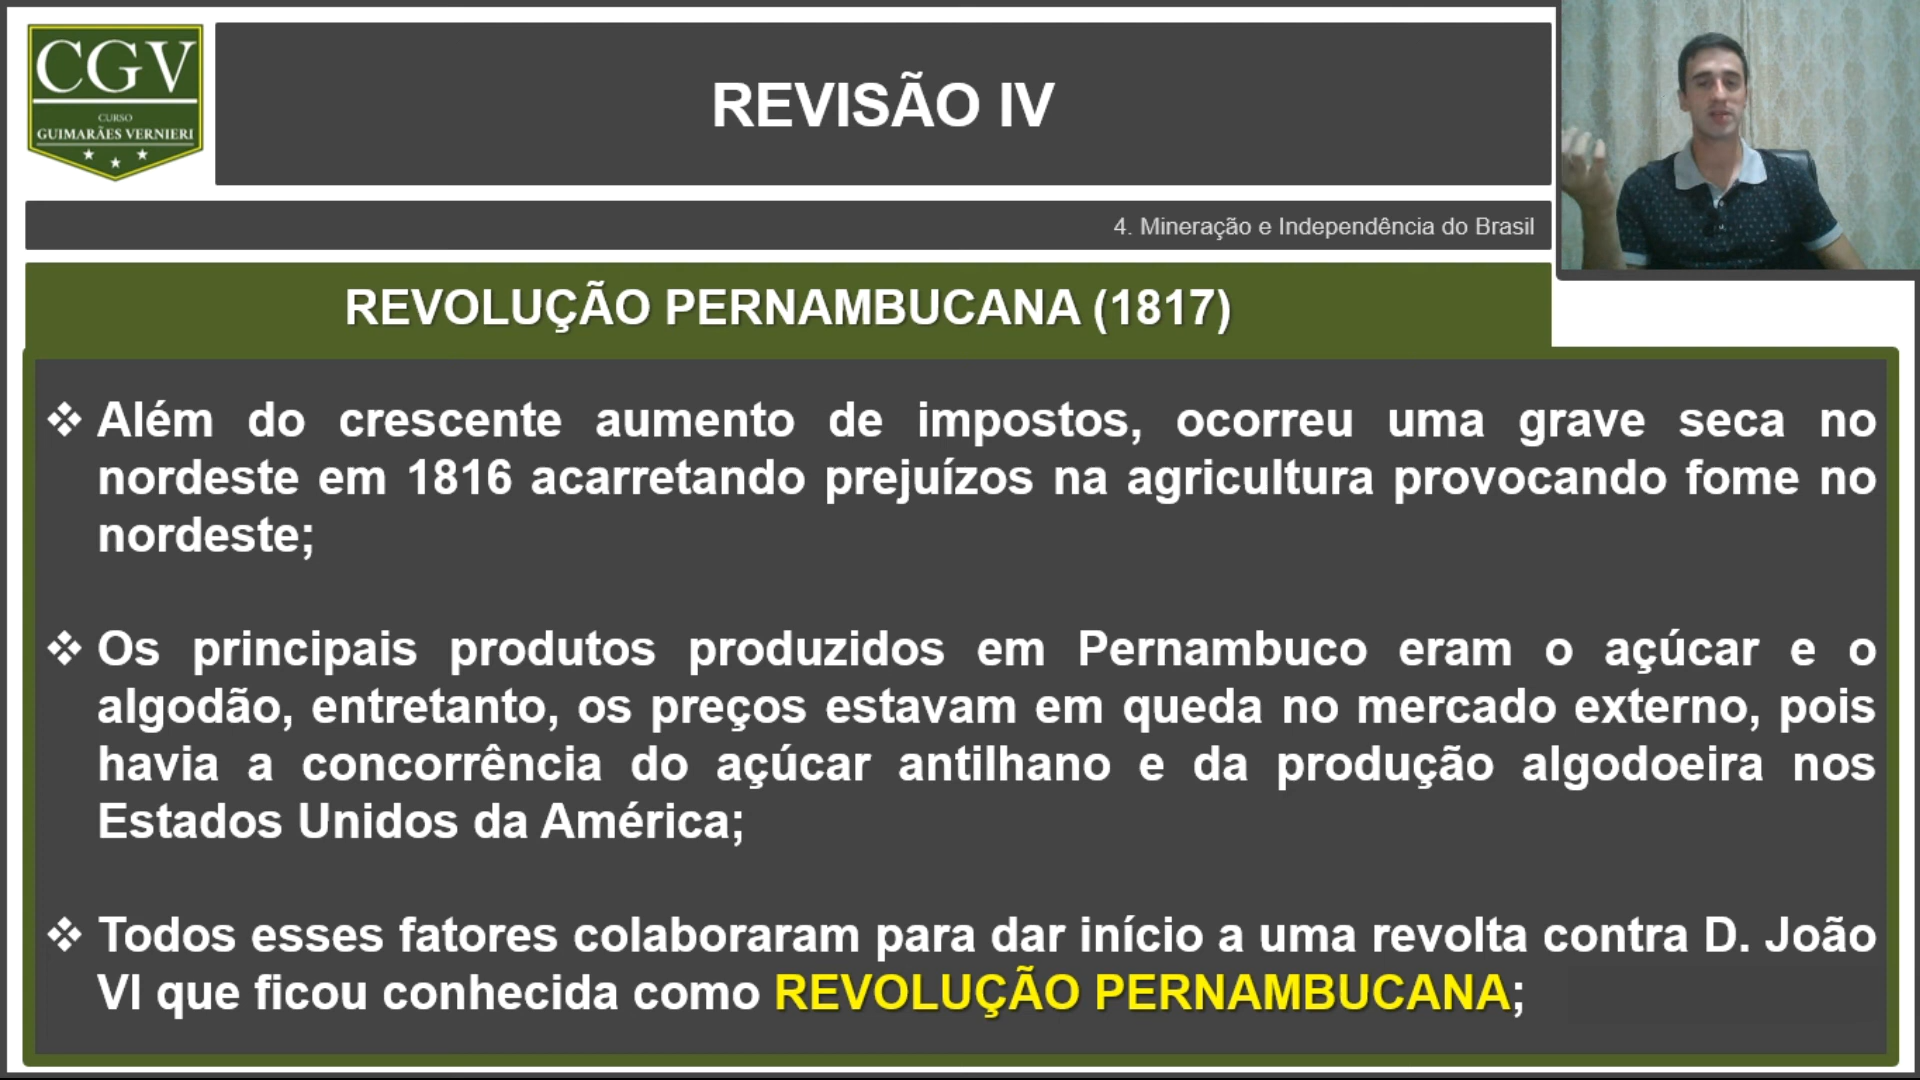 CGV
CURSO
GUIMARÃES VERNIERI
REVISÃO IV
4. Mineração e Independência do Brasil
REVOLUÇÃO PERNAMBUCANA (1817)
❖ Além do crescente aumento de impostos, ocorreu uma grave seca no
nordeste em 1816 acarretando prejuízos na agricultura provocando fome no
nordeste;
❖ Os principais produtos produzidos em Pernambuco eram o açúcar e o
algodão, entretanto, os preços estavam em queda no mercado externo, pois
havia a concorrência do açúcar antilhano e da produção algodoeira nos
Estados Unidos da América;
❖ Todos esses fatores colaboraram para dar início a uma revolta contra D. João
VI que ficou conhecida como REVOLUÇÃO PERNAMBUCANA;